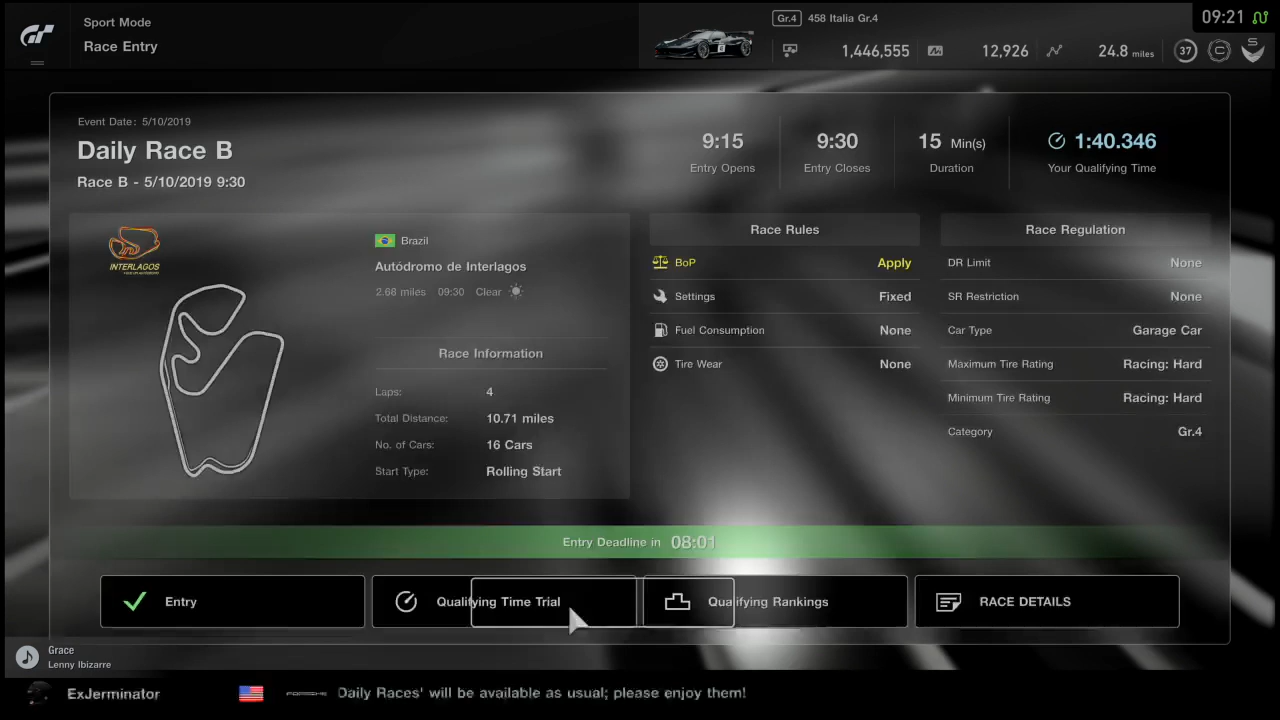 Sport Mode
Race Entry
Gr.4 458 Italia Gr.4
1,446,555 12,926 24.8 miles 37 C S
09:21
Event Date: 5/10/2019
Daily Race B
Race B - 5/10/2019 9:30
9:15
Entry Opens
9:30
Entry Closes
15 Min(s)
Duration
1:40.346
Your Qualifying Time
INTERLAGOS
Brazil
Autódromo de Interlagos
2.68 miles 09:30 Clear
Race Information
Laps: 4
Total Distance: 10.71 miles
No. of Cars: 16 Cars
Start Type: Rolling Start
Race Rules
BoP Apply
Settings Fixed
Fuel Consumption None
Tire Wear None
Race Regulation
DR Limit None
SR Restriction None
Car Type Garage Car
Maximum Tire Rating Racing: Hard
Minimum Tire Rating Racing: Hard
Category Gr.4
Entry Deadline in 08:01
Entry
Qualifying Time Trial
Qualifying Rankings
RACE DETAILS
Grace
Lenny Ibizarre
ExJerminator PORSCHE Daily Races' will be available as usual; please enjoy them!